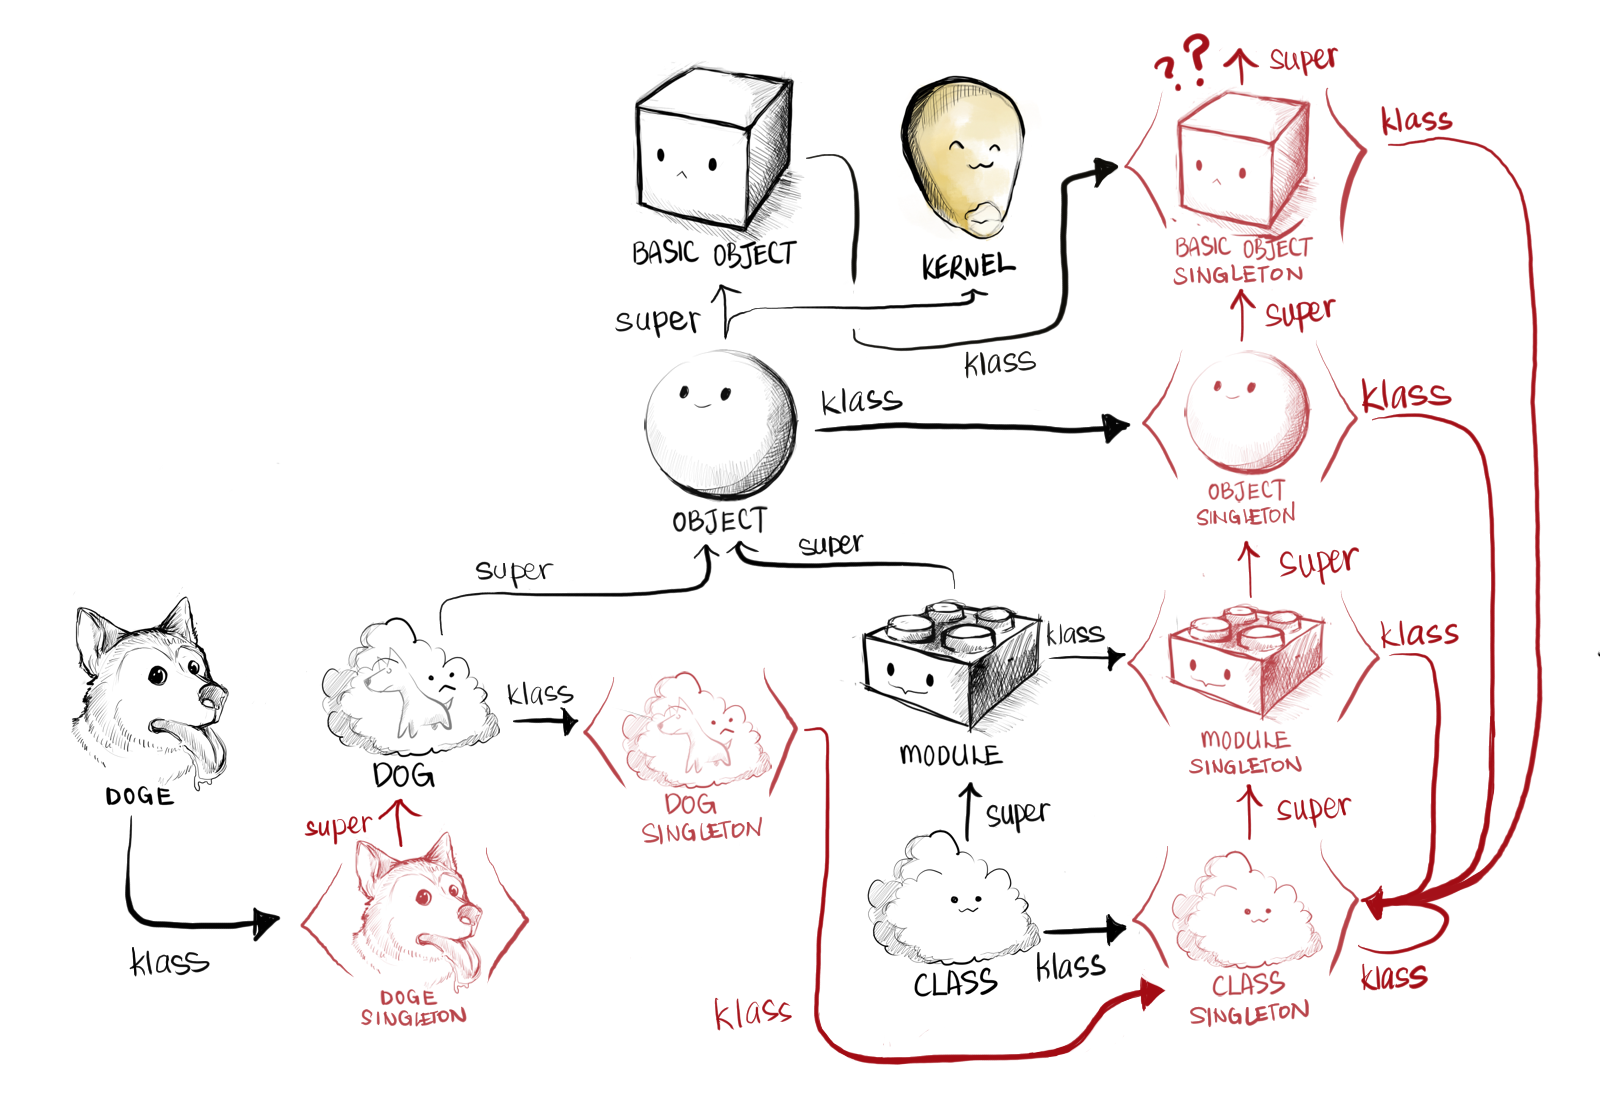 ? ?
super
klass
BASIC OBJECT
KERNEL
BASIC OBJECT
SINGLETON
super
super
klass
klass
klass
OBJECT
OBJECT
SINGLETON
super
super
super
klass
klass
klass
DOGE
DOG
DOG
SINGLETON
MODULE
MODULE
SINGLETON
super
super
super
klass
DOGE
SINGLETON
CLASS
klass
CLASS
SINGLETON
klass
klass